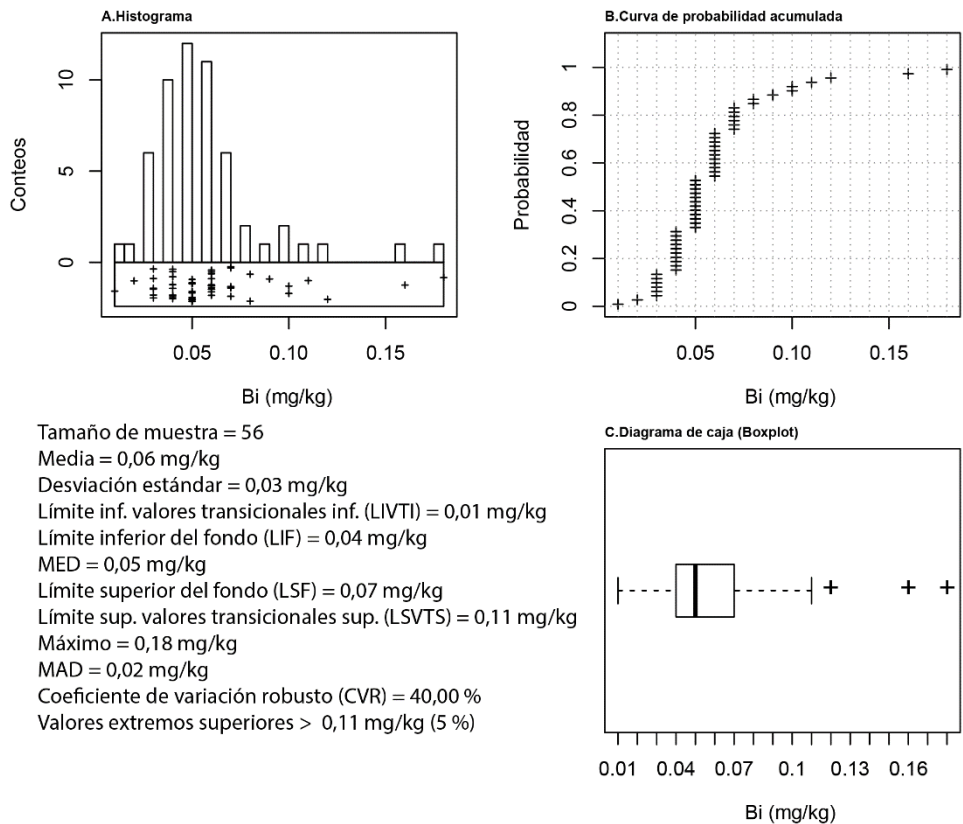 A.Histograma
Conteos
10
5
0
0.05 0.10 0.15
Bi (mg/kg)
B.Curva de probabilidad acumulada
Probabilidad
1
0.8
0.6
0.4
0.2
0
0.05 0.10 0.15
Bi (mg/kg)
Tamaño de muestra = 56
Media = 0,06 mg/kg
Desviación estándar = 0,03 mg/kg
Límite inf. valores transicionales inf. (LIVTI) = 0,01 mg/kg
Límite inferior del fondo (LIF) = 0,04 mg/kg
MED = 0,05 mg/kg
Límite superior del fondo (LSF) = 0,07 mg/kg
Límite sup. valores transicionales sup. (LSVTS) = 0,11 mg/kg
Máximo = 0,18 mg/kg
MAD = 0,02 mg/kg
Coeficiente de variación robusto (CVR) = 40,00 %
Valores extremos superiores > 0,11 mg/kg (5 %)
C.Diagrama de caja (Boxplot)
0.01 0.04 0.07 0.1 0.13 0.16
Bi (mg/kg)